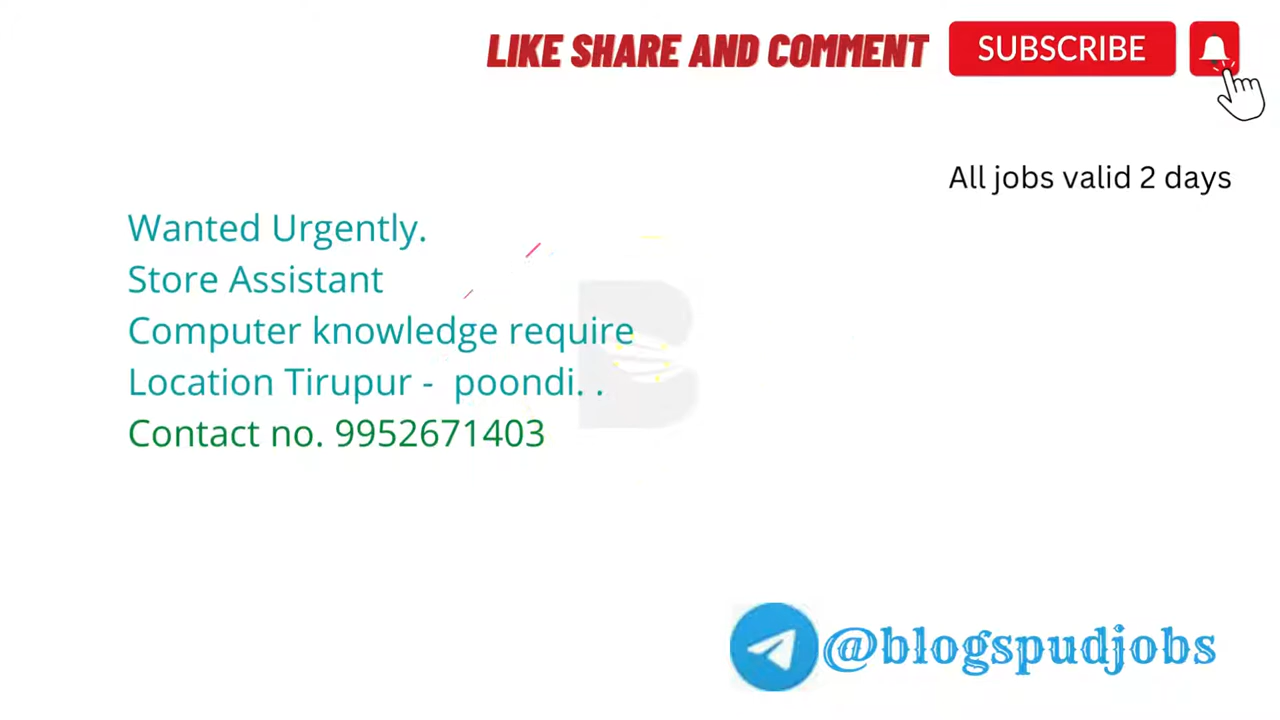 LIKE SHARE AND COMMENT
SUBSCRIBE
All jobs valid 2 days
Wanted Urgently.
Store Assistant
Computer knowledge require
Location Tirupur - poondi. .
Contact no. 9952671403
@blogspudjobs